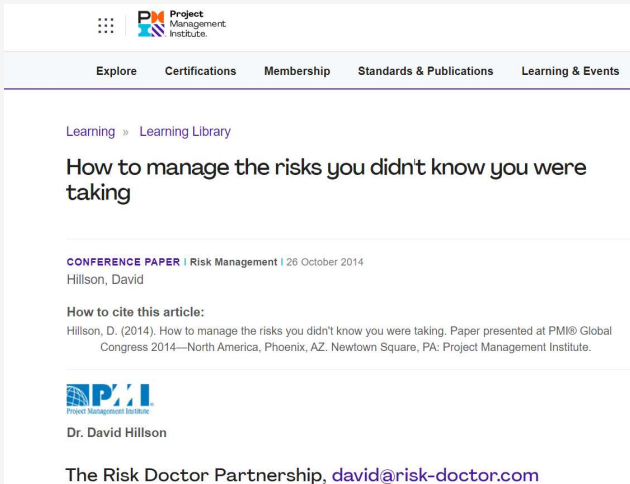 Project
Management
Institute.
Explore Certifications Membership Standards & Publications Learning & Events
Learning » Learning Library
How to manage the risks you didn't know you were
taking
CONFERENCE PAPER | Risk Management | 26 October 2014
Hillson, David
How to cite this article:
Hillson, D. (2014). How to manage the risks you didn't know you were taking. Paper presented at PMI® Global
Congress 2014—North America, Phoenix, AZ. Newtown Square, PA: Project Management Institute.
PMI
Project Management Institute
Dr. David Hillson
The Risk Doctor Partnership, david@risk-doctor.com